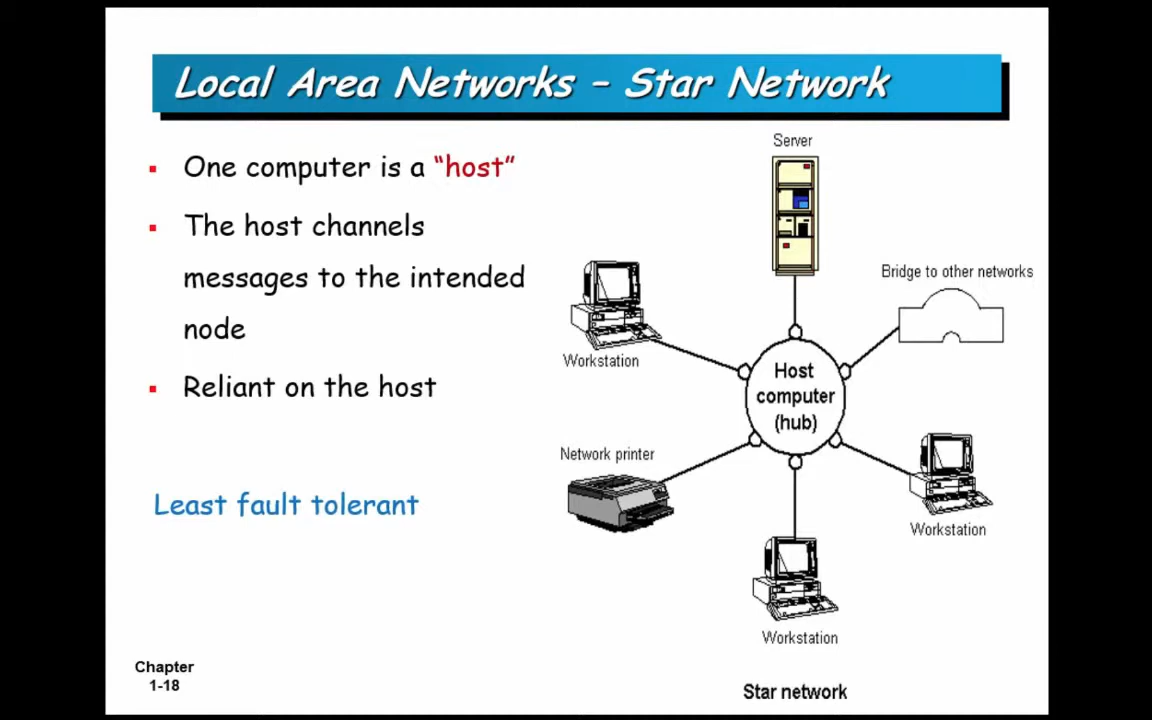 Local Area Networks – Star Network
▪ One computer is a “host”
▪ The host channels
messages to the intended
node
▪ Reliant on the host
Least fault tolerant
Server
Bridge to other networks
Workstation
Host
computer
(hub)
Network printer
Workstation
Workstation
Star network
Chapter
1-18